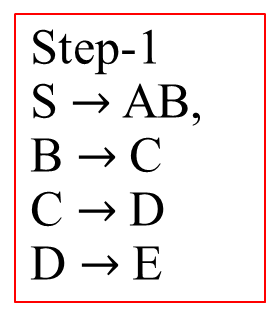 Step-1
S → AB,
B → C
C → D
D → E